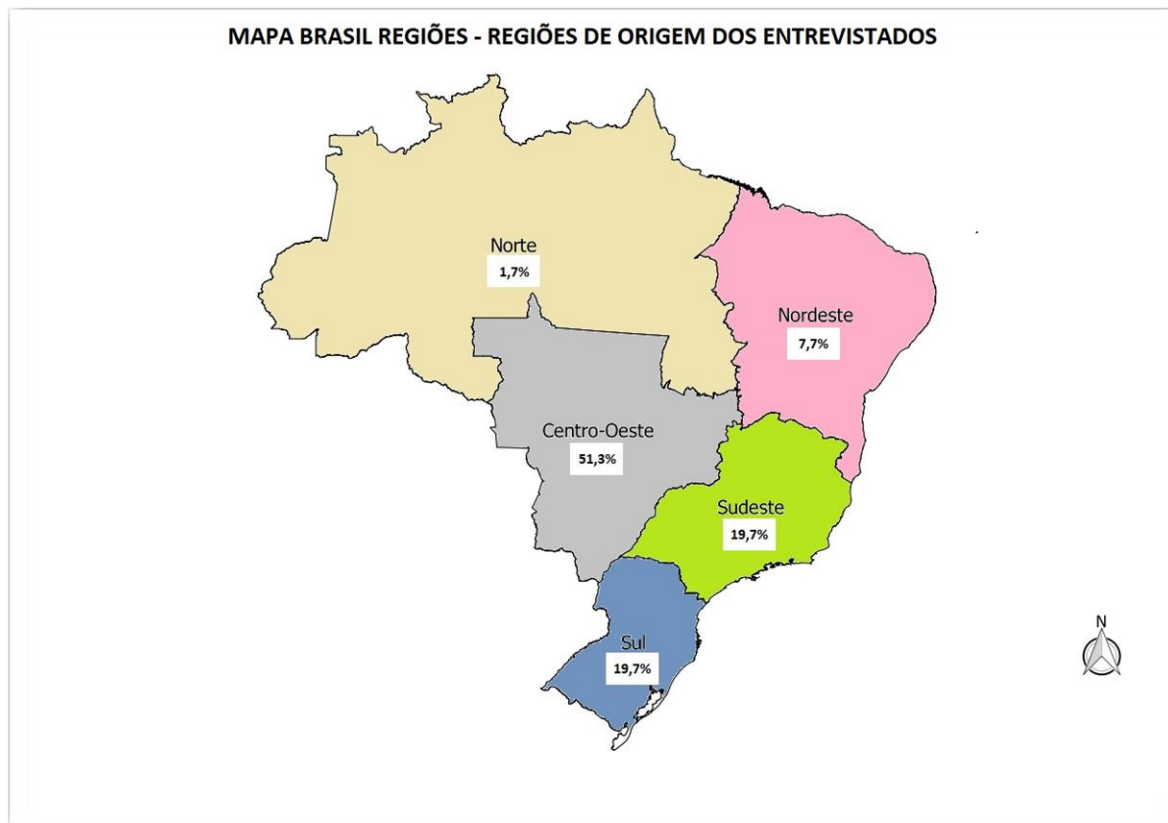 MAPA BRASIL REGIÕES - REGIÕES DE ORIGEM DOS ENTREVISTADOS
Norte
1,7%
Nordeste
7,7%
Centro-Oeste
51,3%
Sudeste
19,7%
Sul
19,7%
N